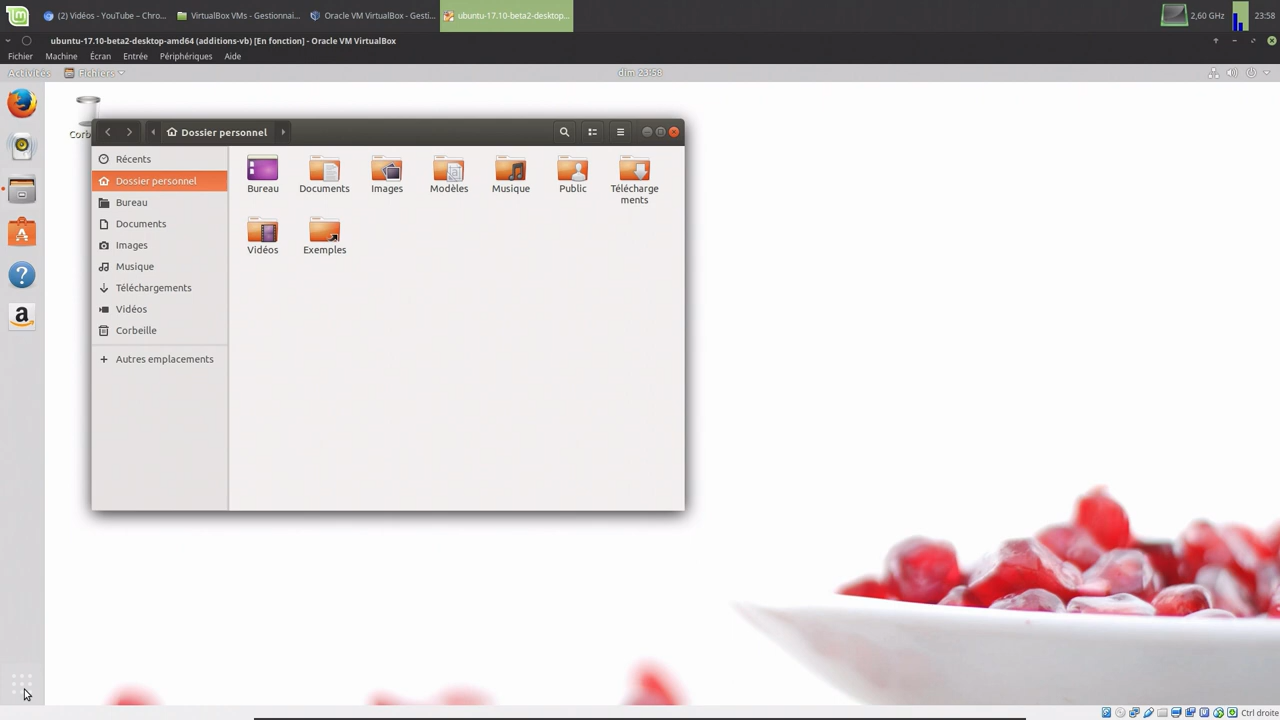 (2) Vidéos - YouTube – Chro...
VirtualBox VMs - Gestionnai...
Oracle VM VirtualBox - Gesti...
ubuntu-17.10-beta2-desktop...
2,60 GHz
23:58
ubuntu-17.10-beta2-desktop-amd64 (additions-vb) [En fonction] - Oracle VM VirtualBox
Fichier Machine Écran Entrée Périphériques Aide
Activités Fichiers
dim 23:58
Dossier personnel
Récents
Dossier personnel
Bureau
Documents
Images
Musique
Téléchargements
Vidéos
Corbeille
Autres emplacements
Bureau
Documents
Images
Modèles
Musique
Public
Télécharge
ments
Vidéos
Exemples
Ctrl droite